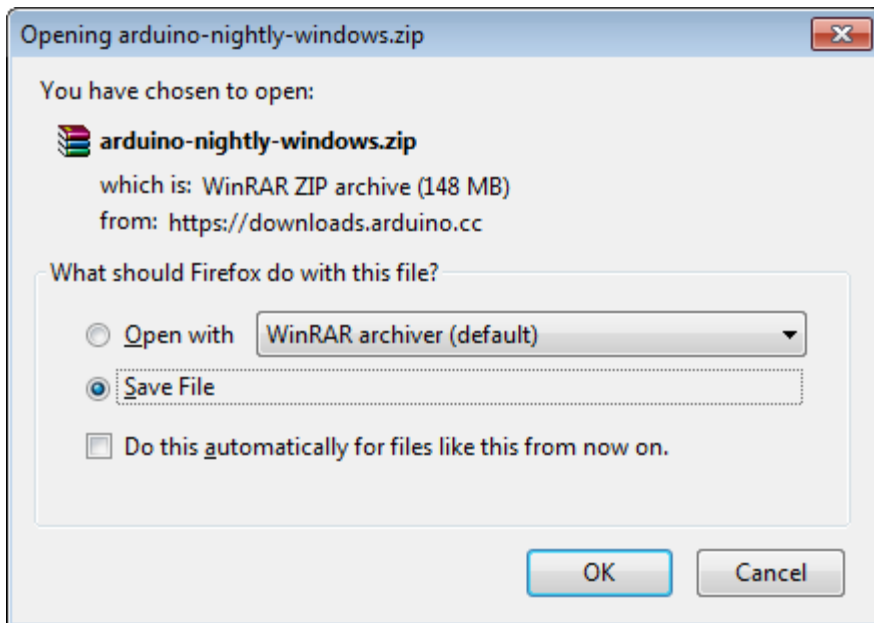 Opening arduino-nightly-windows.zip
You have chosen to open:
arduino-nightly-windows.zip
which is: WinRAR ZIP archive (148 MB)
from: https://downloads.arduino.cc
What should Firefox do with this file?
Open with WinRAR archiver (default)
Save File
Do this automatically for files like this from now on.
OK Cancel